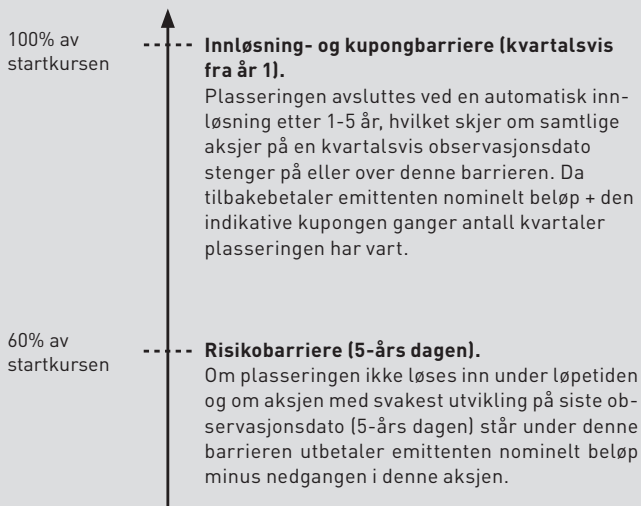 100% av
startkursen
Innløsning- og kupongbarriere (kvartalsvis
fra år 1).
Plasseringen avsluttes ved en automatisk inn-
løsning etter 1-5 år, hvilket skjer om samtlige
aksjer på en kvartalsvis observasjonsdato
stenger på eller over denne barrieren. Da
tilbakebetaler emittenten nominelt beløp + den
indikative kupongen ganger antall kvartaler
plasseringen har vart.
60% av
startkursen
Risikobarriere (5-års dagen).
Om plasseringen ikke løses inn under løpetiden
og om aksjen med svakest utvikling på siste ob-
servasjonsdato (5-års dagen) står under denne
barrieren utbetaler emittenten nominelt beløp
minus nedgangen i denne aksjen.